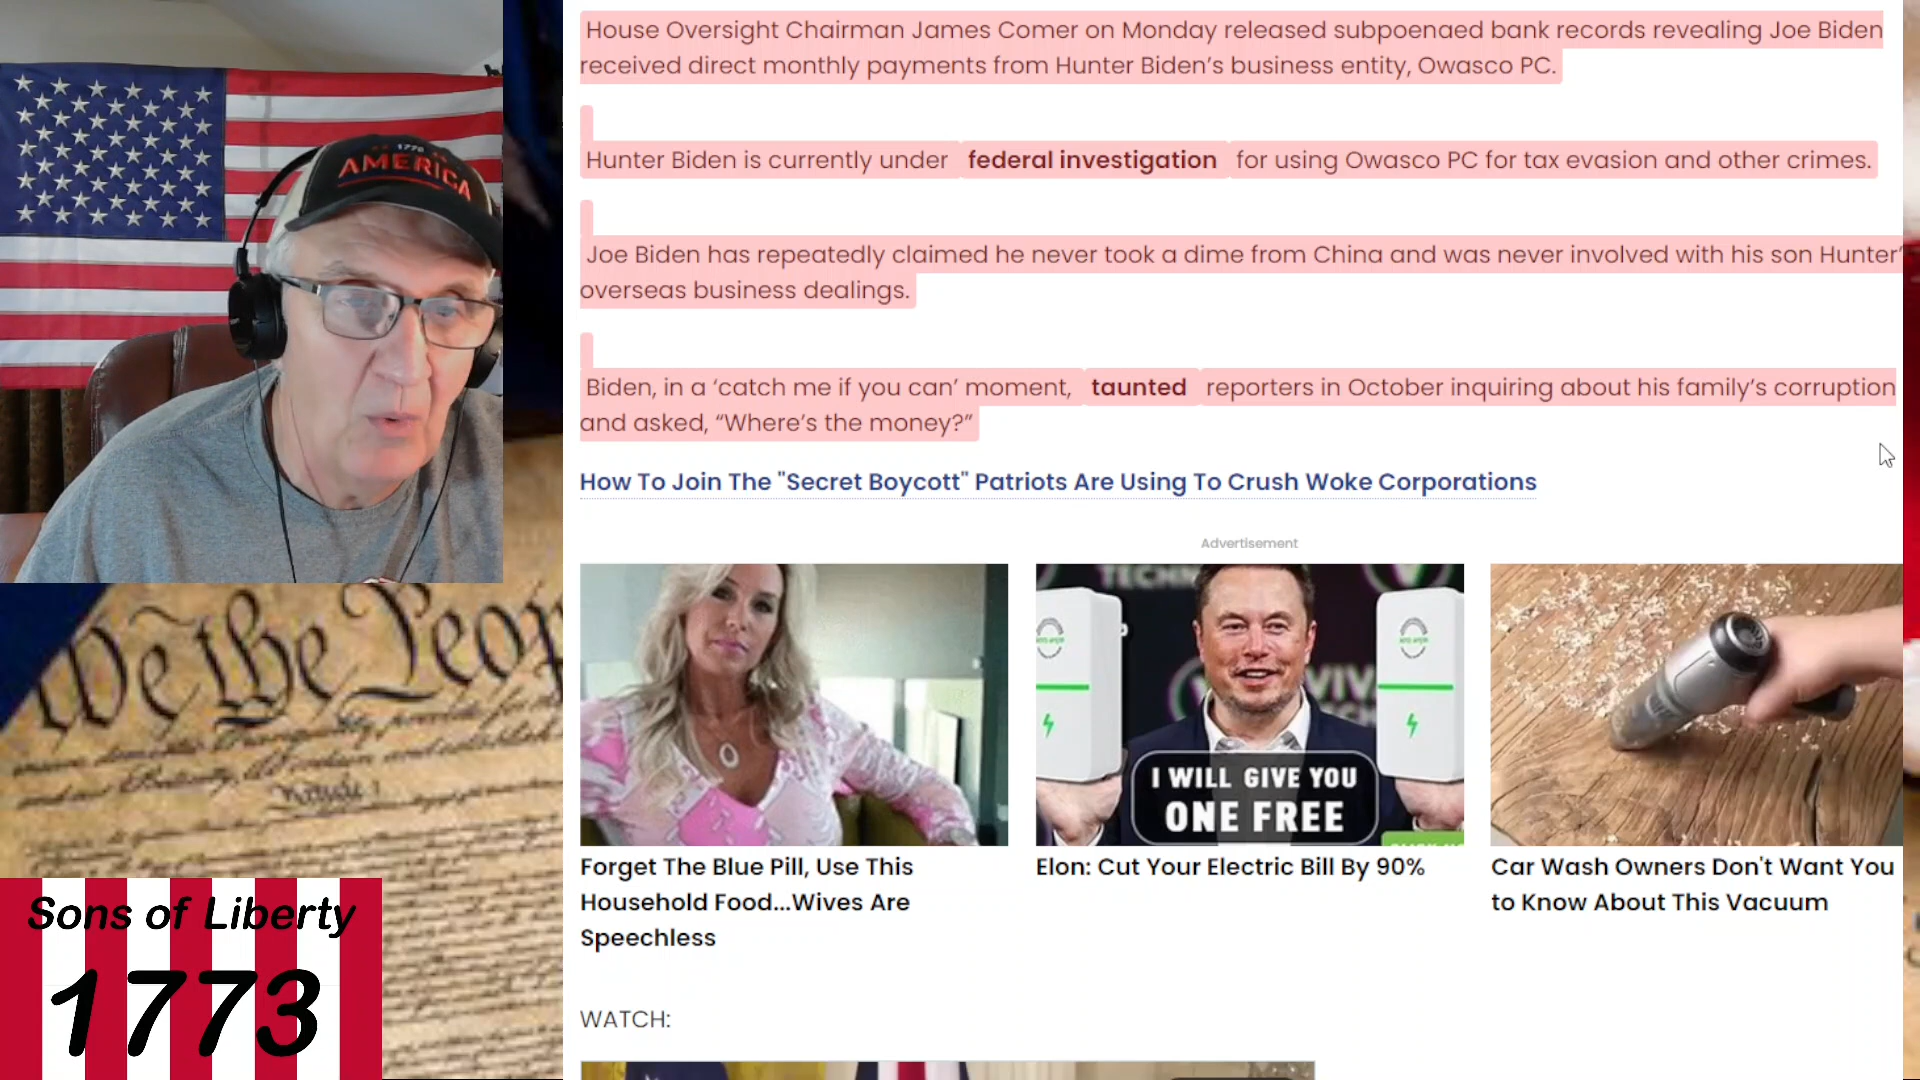 House Oversight Chairman James Comer on Monday released subpoenaed bank records revealing Joe Biden
received direct monthly payments from Hunter Biden’s business entity, Owasco PC.
Hunter Biden is currently under federal investigation for using Owasco PC for tax evasion and other crimes.
Joe Biden has repeatedly claimed he never took a dime from China and was never involved with his son Hunter’
overseas business dealings.
Biden, in a ‘catch me if you can’ moment, taunted reporters in October inquiring about his family’s corruption
and asked, “Where’s the money?”
How To Join The "Secret Boycott" Patriots Are Using To Crush Woke Corporations
Advertisement
I WILL GIVE YOU
ONE FREE
Forget The Blue Pill, Use This
Household Food...Wives Are
Speechless
Elon: Cut Your Electric Bill By 90%
Car Wash Owners Don't Want You
to Know About This Vacuum
WATCH:
1776
AMERICA
We the Peop
Sons of Liberty
1773